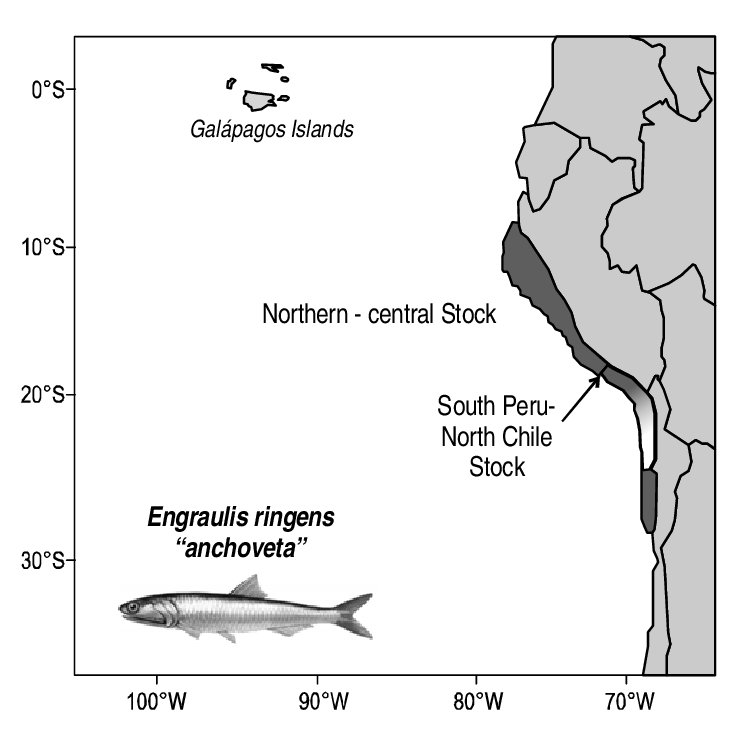 0°S
Galápagos Islands
10°S
Northern - central Stock
20°S
South Peru-
North Chile
Stock
Engraulis ringens
“anchoveta”
30°S
100°W
90°W
80°W
70°W